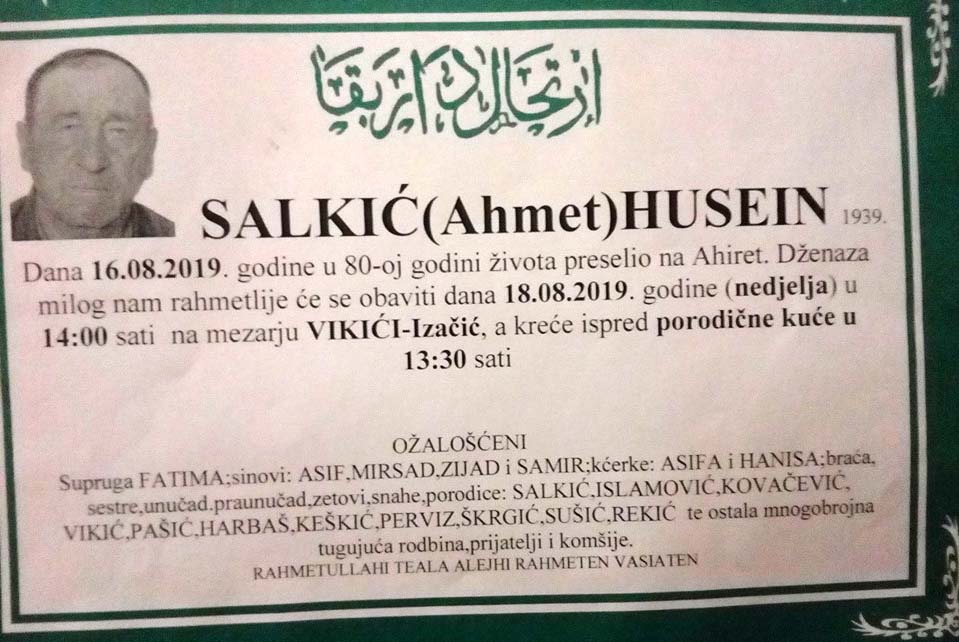 إرتحال دار بقا
SALKIĆ(Ahmet)HUSEIN 1939.
Dana 16.08.2019. godine u 80-oj godini života preselio na Ahiret. Dženaza
milog nam rahmetlije će se obaviti dana 18.08.2019. godine (nedjelja) u
14:00 sati na mezarju VIKIĆI-Izačić, a kreće ispred porodične kuće u
13:30 sati
OŽALOŠĆENI
Supruga FATIMA;sinovi: ASIF,MIRSAD,ZIJAD i SAMIR;kćerke: ASIFA i HANISA;braća,
sestre,unučad.praunučad,zetovi,snahe,porodice: SALKIĆ,ISLAMOVIĆ,KOVAČEVIĆ,
VIKIĆ,PAŠIĆ,HARBAŠ,KEŠKIĆ,PERVIZ,ŠKRGIĆ,SUŠIĆ,REKIĆ te ostala mnogobrojna
tugujuća rodbina,prijatelji i komšije.
RAHMETULLAHI TEALA ALEJHI RAHMETEN VASIATEN